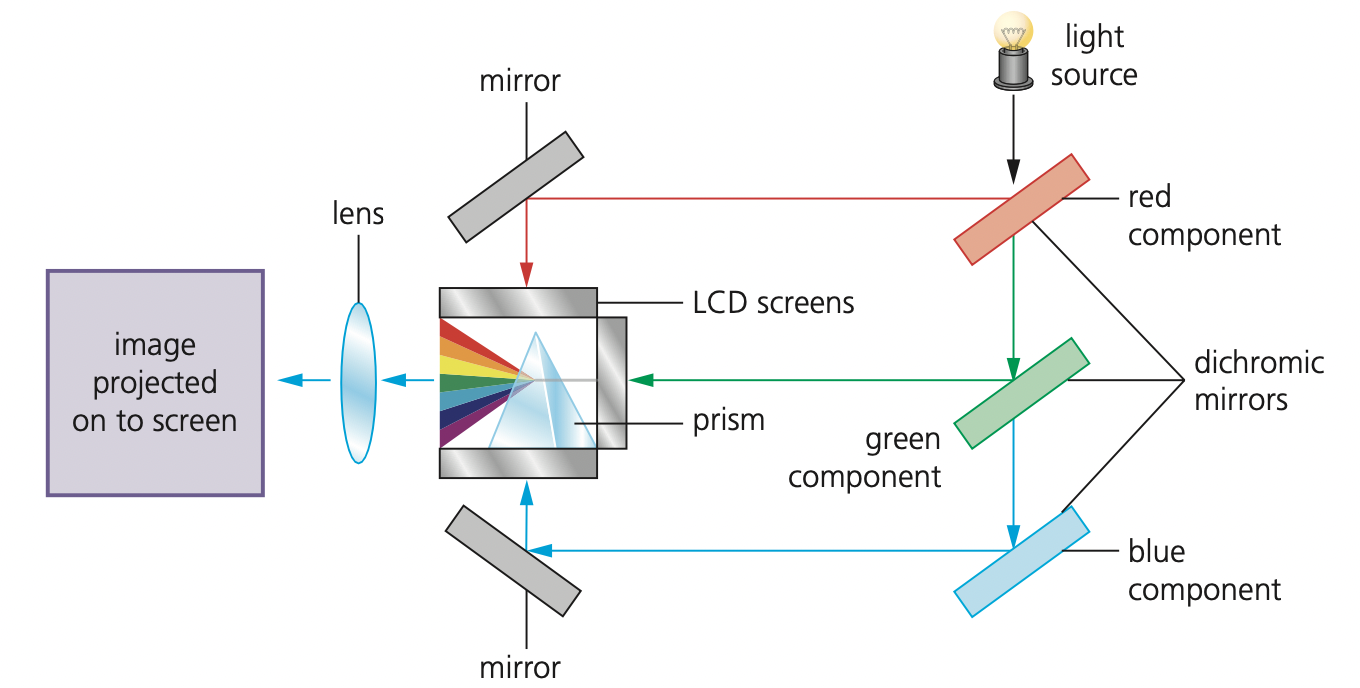 light
source
mirror
red
component
lens
LCD screens
image
projected
on to screen
dichromic
mirrors
prism
green
component
blue
component
mirror